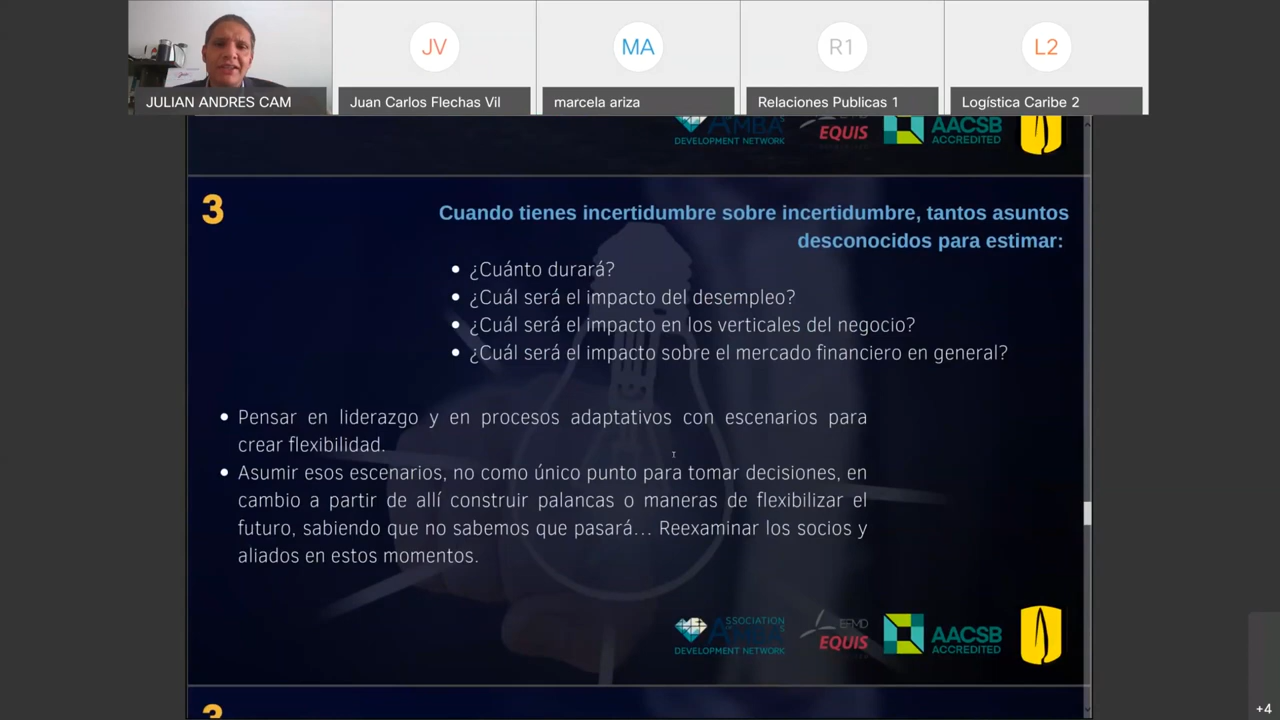 JV
MA
R1
L2
JULIAN ANDRES CAM
Juan Carlos Flechas Vil
marcela ariza
Relaciones Publicas 1
Logística Caribe 2
AMBA
DEVELOPMENT NETWORK
EQUIS
AACSB
ACCREDITED
3
Cuando tienes incertidumbre sobre incertidumbre, tantos asuntos
desconocidos para estimar:
• ¿Cuánto durará?
• ¿Cuál será el impacto del desempleo?
• ¿Cuál será el impacto en los verticales del negocio?
• ¿Cuál será el impacto sobre el mercado financiero en general?
• Pensar en liderazgo y en procesos adaptativos con escenarios para
crear flexibilidad.
• Asumir esos escenarios, no como único punto para tomar decisiones, en
cambio a partir de allí construir palancas o maneras de flexibilizar el
futuro, sabiendo que no sabemos que pasará... Reexaminar los socios y
aliados en estos momentos.
SSOCIATION
DEVELOPMENT NETWORK
EFMD
EQUIS
AACSB
ACCREDITED
3
+4